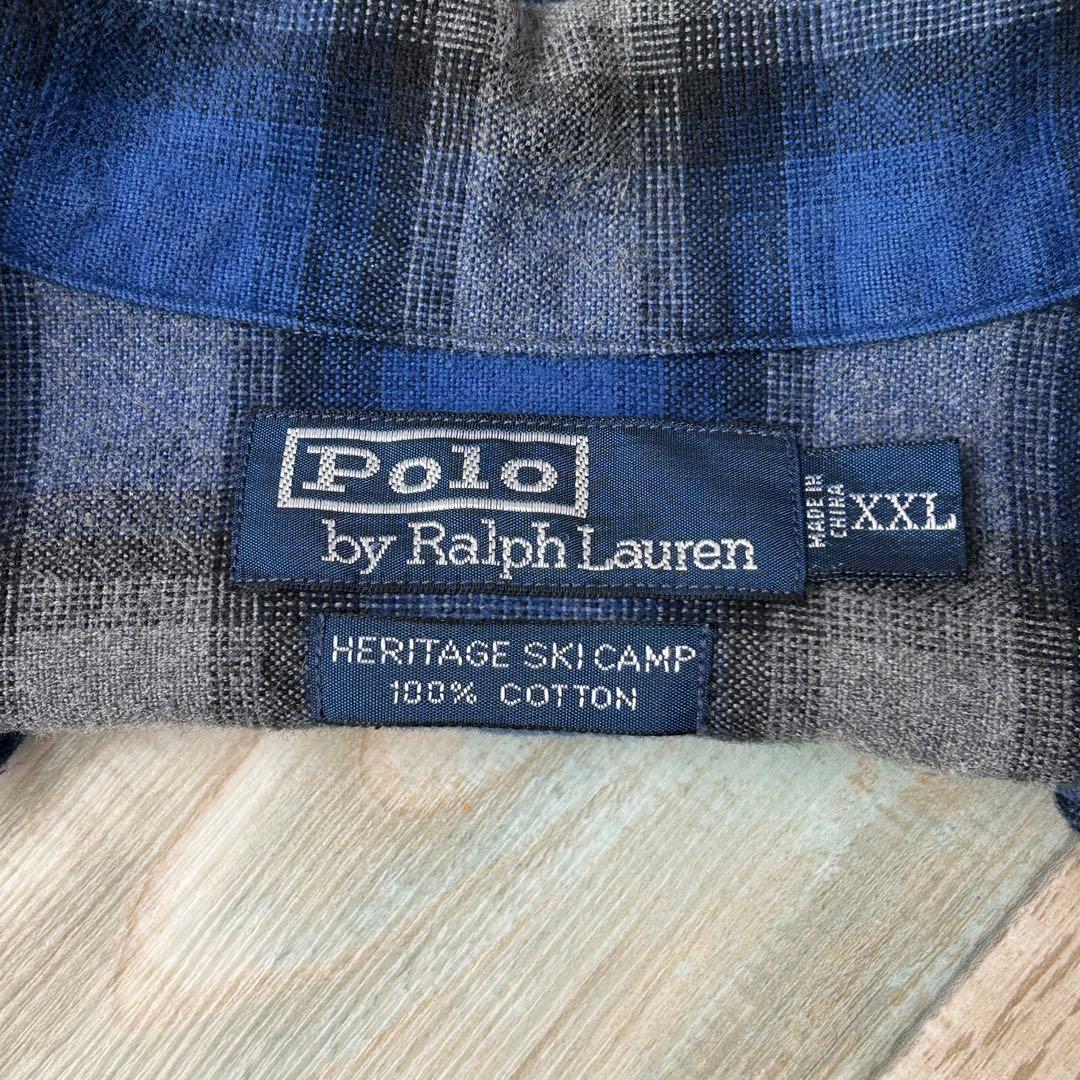 Polo
by Ralph Lauren
MADE IN
CHINA
XXL
HERITAGE SKI CAMP
100% COTTON